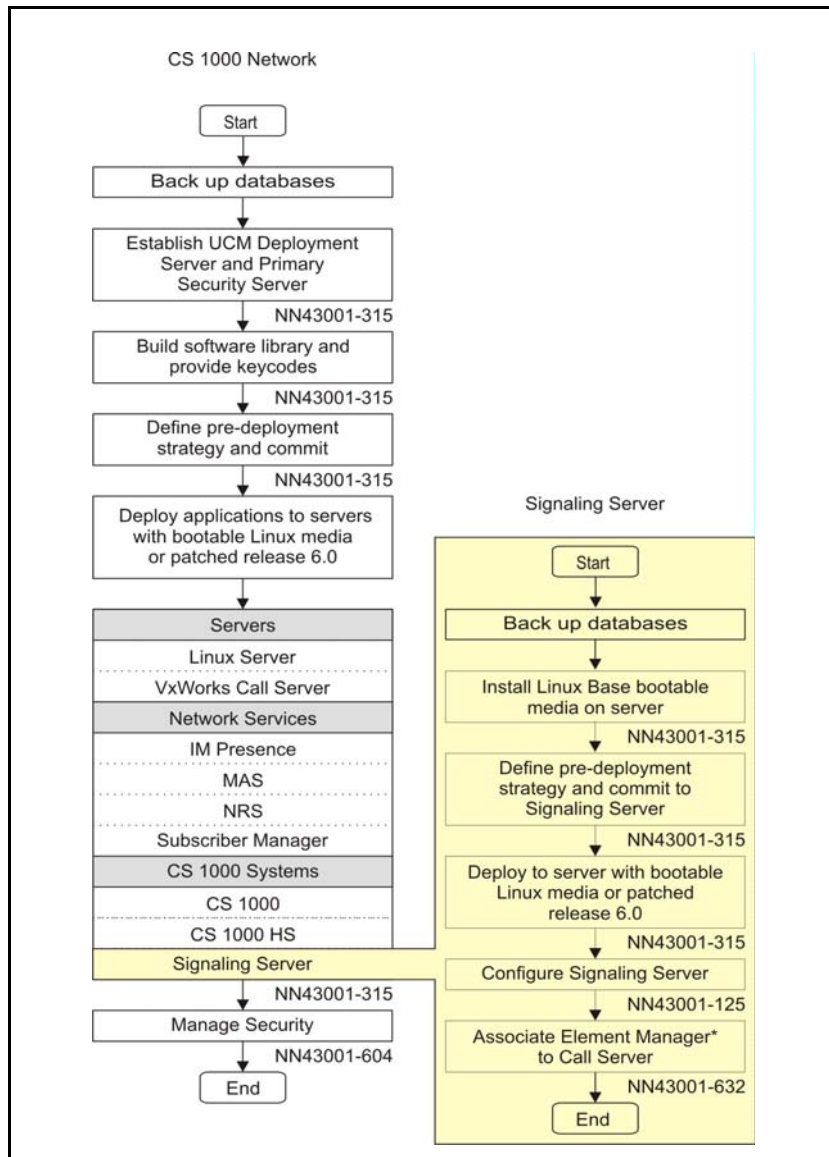 CS 1000 Network
Start
Back up databases
Establish UCM Deployment
Server and Primary
Security Server
NN43001-315
Build software library and
provide keycodes
NN43001-315
Define pre-deployment
strategy and commit
NN43001-315
Deploy applications to servers
with bootable Linux media
or patched release 6.0
Servers
Linux Server
VxWorks Call Server
Network Services
IM Presence
MAS
NRS
Subscriber Manager
CS 1000 Systems
CS 1000
CS 1000 HS
Signaling Server
NN43001-315
Manage Security
NN43001-604
End
Signaling Server
Start
Back up databases
Install Linux Base bootable
media on server
NN43001-315
Define pre-deployment
strategy and commit to
Signaling Server
NN43001-315
Deploy to server with bootable
Linux media or patched
release 6.0
NN43001-315
Configure Signaling Server
NN43001-125
Associate Element Manager*
to Call Server
NN43001-632
End